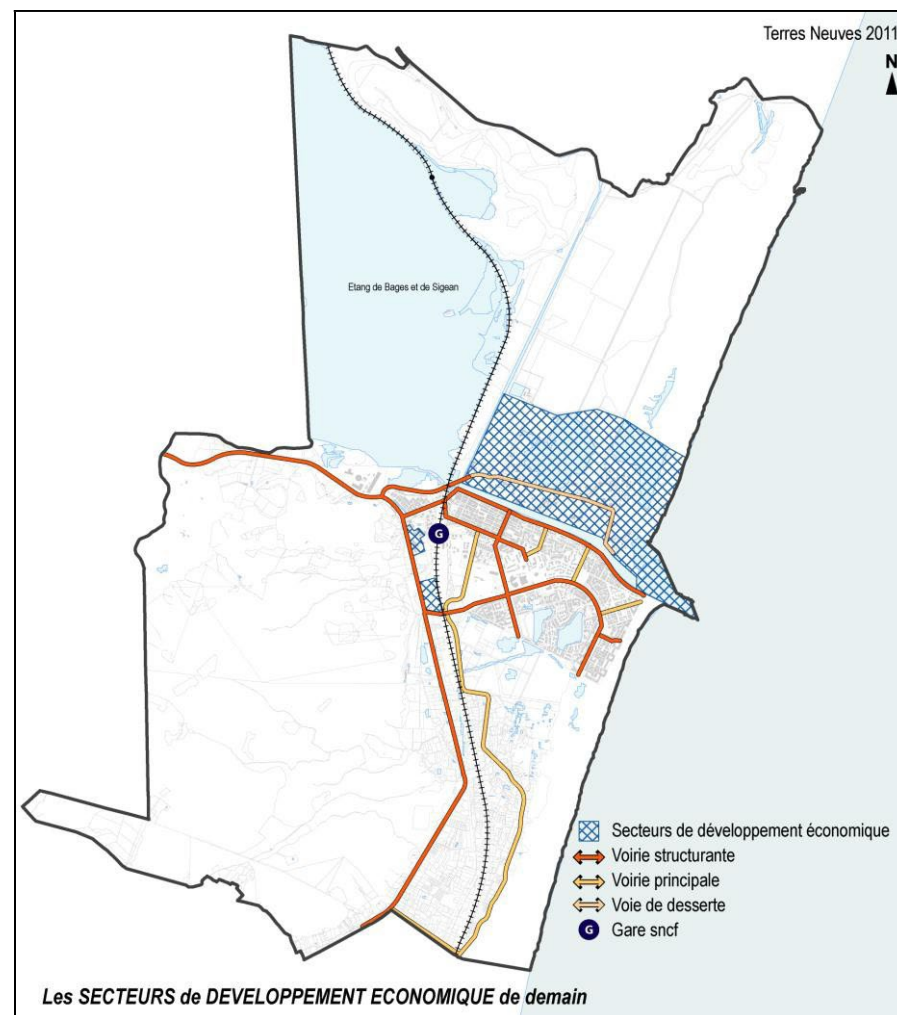 Terres Neuves 2011
N
Etang de Bages et de Sigean
G
Secteurs de développement économique
Voirie structurante
Voirie principale
Voie de desserte
G Gare sncf
Les SECTEURS de DEVELOPPEMENT ECONOMIQUE de demain